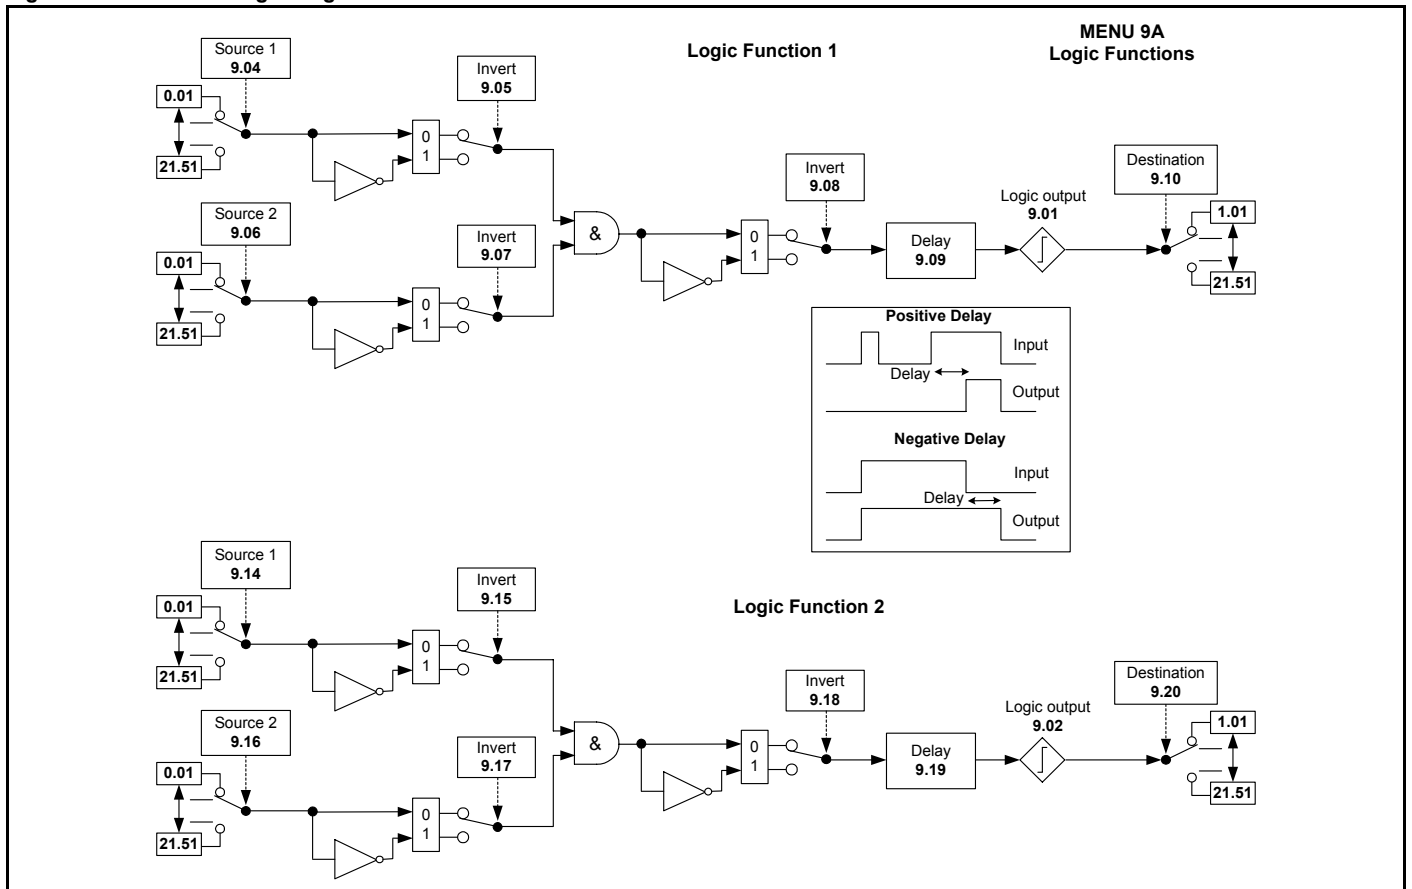 MENU 9A
Logic Functions
Logic Function 1
Source 1
9.04
0.01
21.51
Invert
9.05
0
1
Source 2
9.06
0.01
21.51
Invert
9.07
0
1
&
Invert
9.08
0
1
Delay
9.09
Logic output
9.01
Destination
9.10
1.01
21.51
Positive Delay
Input
Delay
Output
Negative Delay
Input
Delay
Output
Logic Function 2
Source 1
9.14
0.01
21.51
Invert
9.15
0
1
Source 2
9.16
0.01
21.51
Invert
9.17
0
1
&
Invert
9.18
0
1
Delay
9.19
Logic output
9.02
Destination
9.20
1.01
21.51